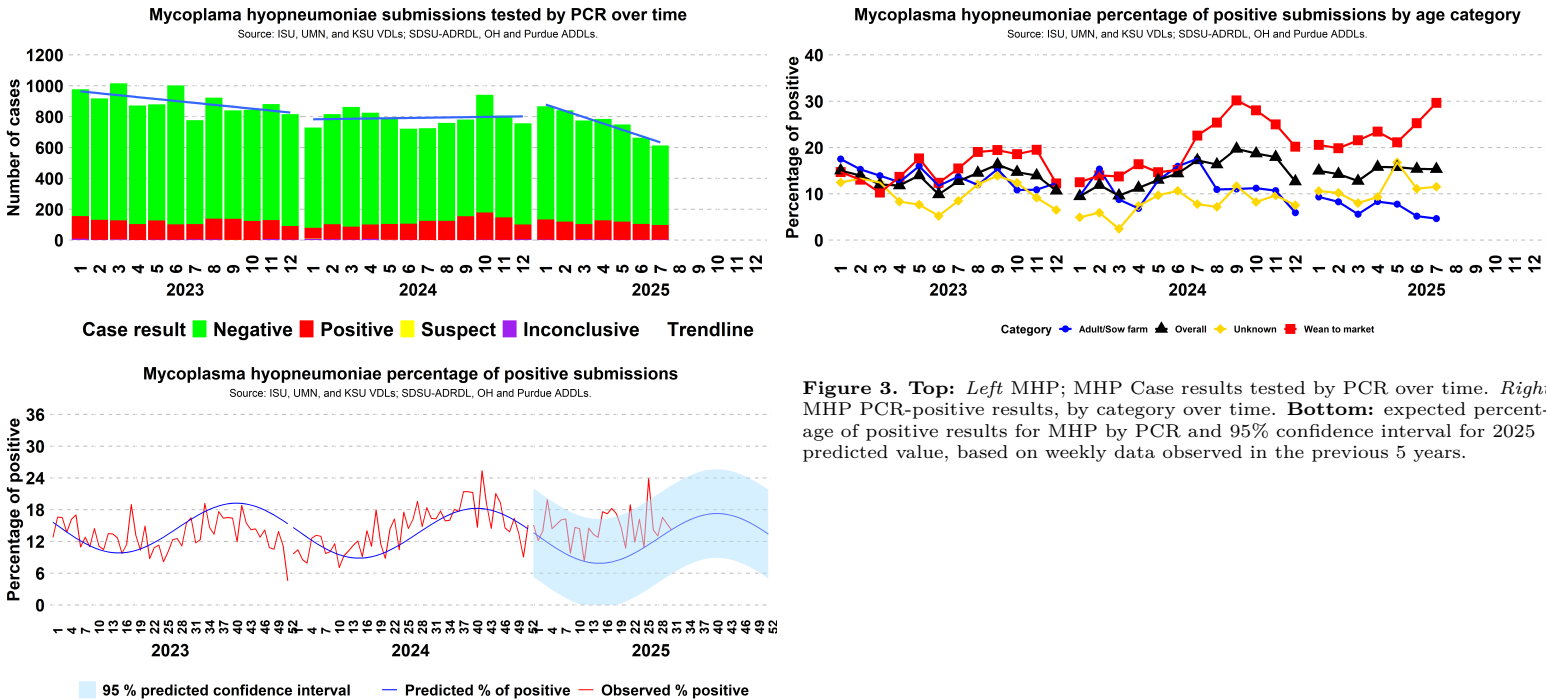 Mycoplama hyopneumoniae submissions tested by PCR over time
Source: ISU, UMN, and KSU VDLs; SDSU-ADRDL, OH and Purdue ADDLs.
Number of cases
1200
1000
800
600
400
200
0
1 2 3 4 5 6 7 8 9 10 11 12 1 2 3 4 5 6 7 8 9 10 11 12 1 2 3 4 5 6 7 8 9 10 11 12
2023 2024 2025
Case result Negative Positive Suspect Inconclusive Trendline
Mycoplasma hyopneumoniae percentage of positive submissions by age category
Source: ISU, UMN, and KSU VDLs; SDSU-ADRDL, OH and Purdue ADDLs.
Percentage of positive
40
30
20
10
0
1 2 3 4 5 6 7 8 9 10 11 12 1 2 3 4 5 6 7 8 9 10 11 12 1 2 3 4 5 6 7 8 9 10 11 12
2023 2024 2025
Category Adult/Sow farm Overall Unknown Wean to market
Mycoplasma hyopneumoniae percentage of positive submissions
Source: ISU, UMN, and KSU VDLs; SDSU-ADRDL, OH and Purdue ADDLs.
Percentage of positive
36
30
24
18
12
6
0
1 4 7 10 13 16 19 22 25 28 31 34 37 40 43 46 49 52 1 4 7 10 13 16 19 22 25 28 31 34 37 40 43 46 49 52 1 4 7 10 13 16 19 22 25 28 31 34 37 40 43 46 49 52
2023 2024 2025
95 % predicted confidence interval Predicted % of positive Observed % positive
Figure 3. Top: Left MHP; MHP Case results tested by PCR over time. Right
MHP PCR-positive results, by category over time. Bottom: expected percent-
age of positive results for MHP by PCR and 95% confidence interval for 2025
predicted value, based on weekly data observed in the previous 5 years.